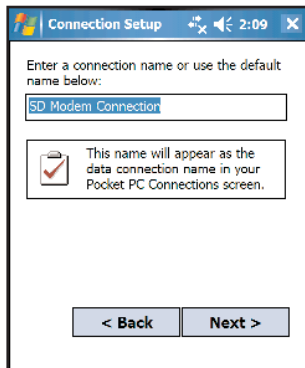 Connection Setup 2:09
Enter a connection name or use the default
name below:
SD Modem Connection
This name will appear as the
data connection name in your
Pocket PC Connections screen.
< Back Next >